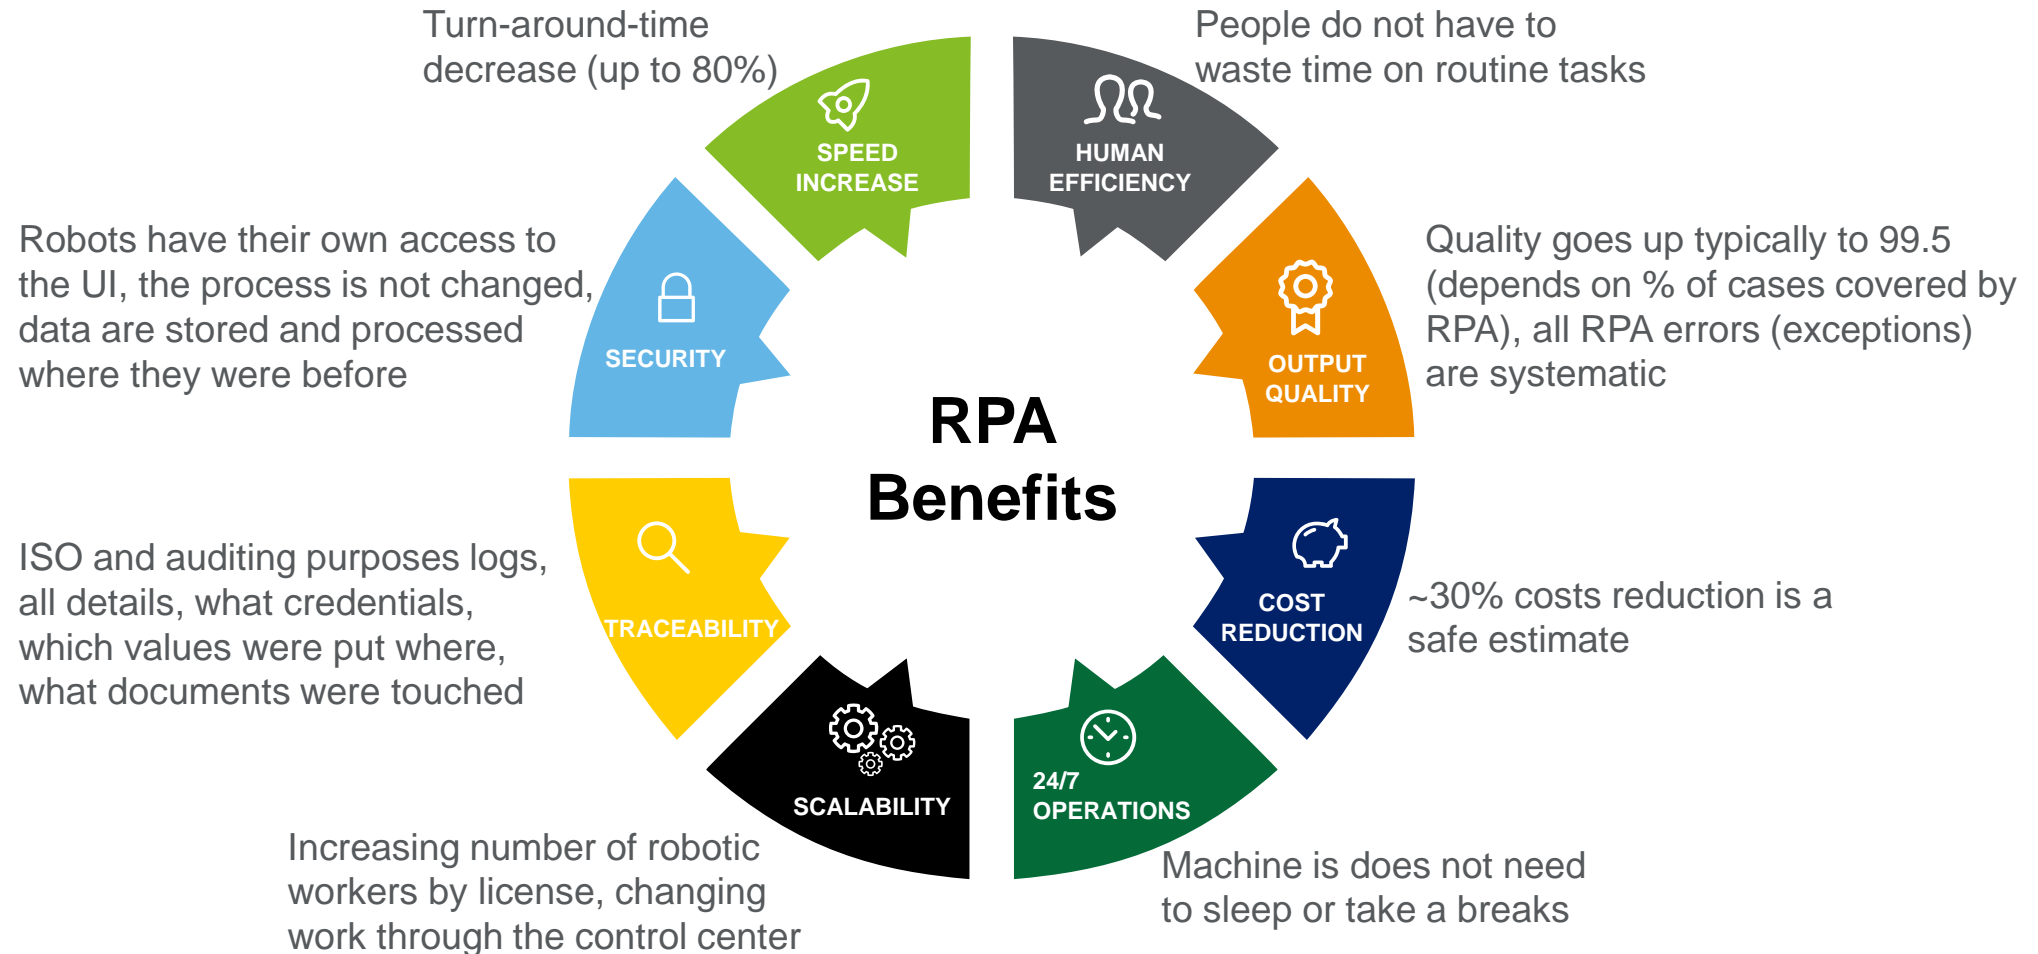 Turn-around-time
decrease (up to 80%)
People do not have to
waste time on routine tasks
SPEED
INCREASE
HUMAN
EFFICIENCY
Robots have their own access to
the UI, the process is not changed,
data are stored and processed
where they were before
SECURITY
Quality goes up typically to 99.5
(depends on % of cases covered by
RPA), all RPA errors (exceptions)
are systematic
OUTPUT
QUALITY
RPA
Benefits
ISO and auditing purposes logs,
all details, what credentials,
which values were put where,
what documents were touched
TRACEABILITY
COST
REDUCTION
~30% costs reduction is a
safe estimate
SCALABILITY
24/7
OPERATIONS
Increasing number of robotic
workers by license, changing
work through the control center
Machine is does not need
to sleep or take a breaks